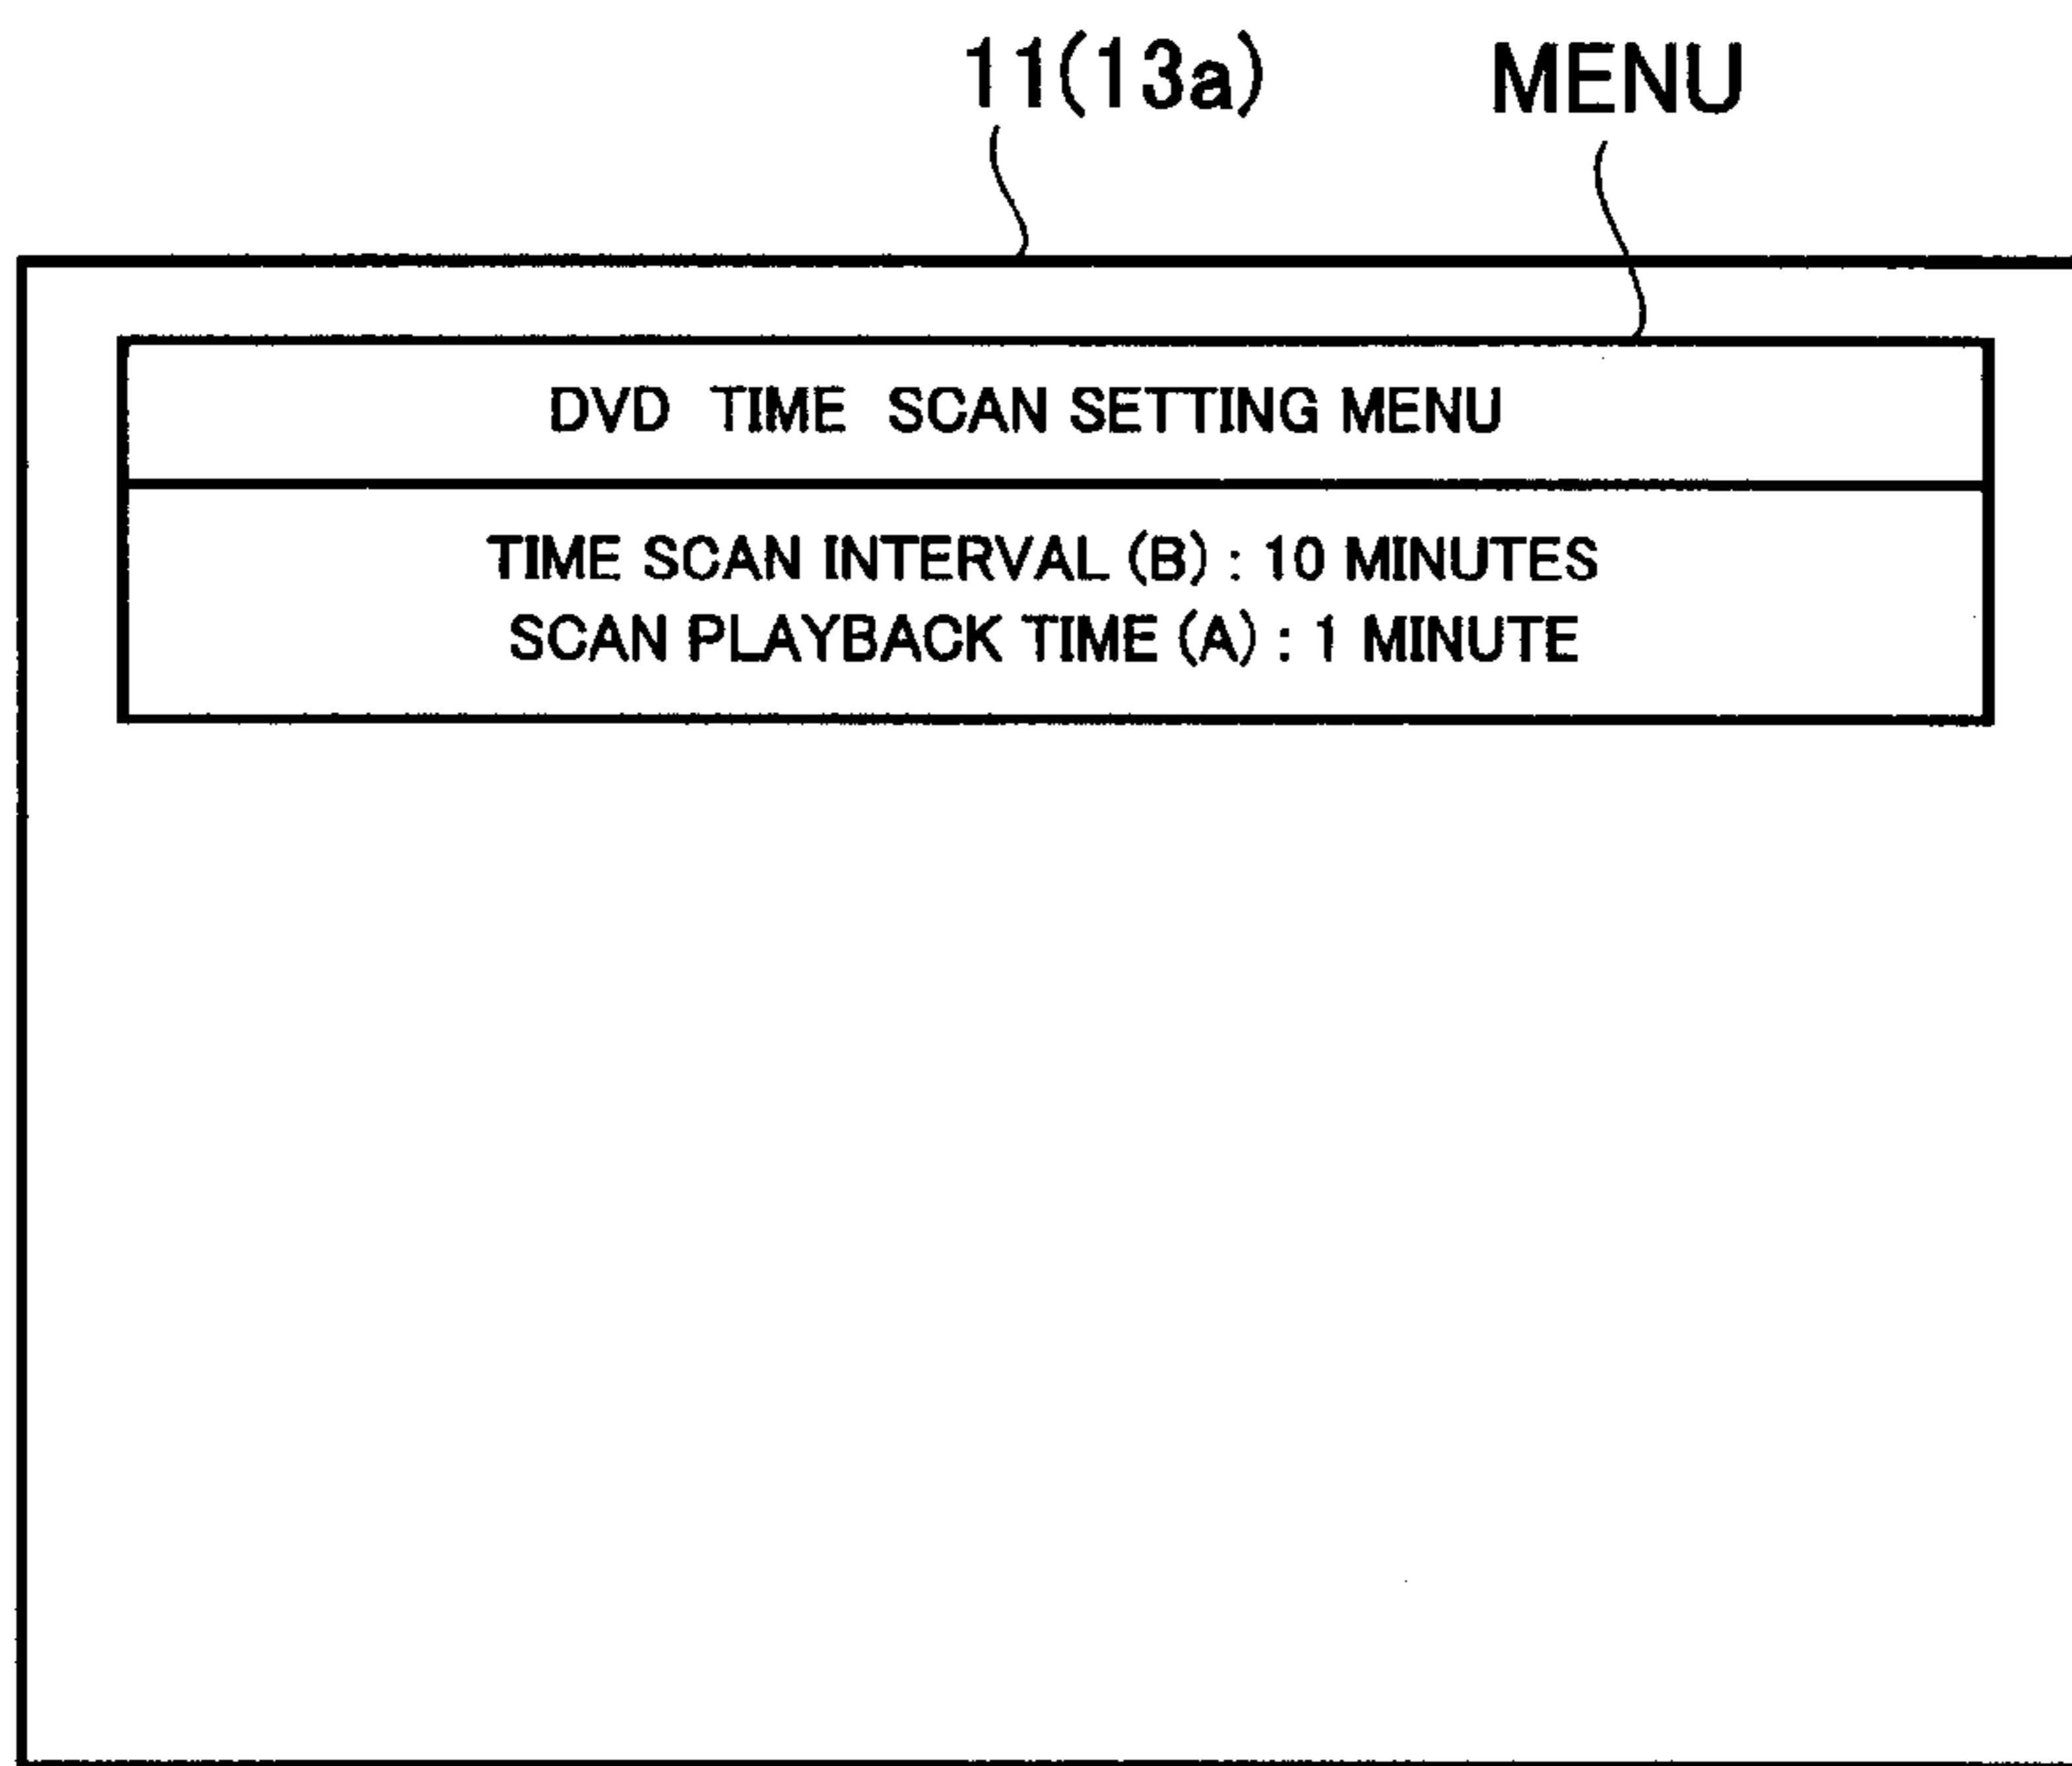 11(13a) MENU
DVD TIME SCAN SETTING MENU
TIME SCAN INTERVAL (B) : 10 MINUTES
SCAN PLAYBACK TIME (A) : 1 MINUTE